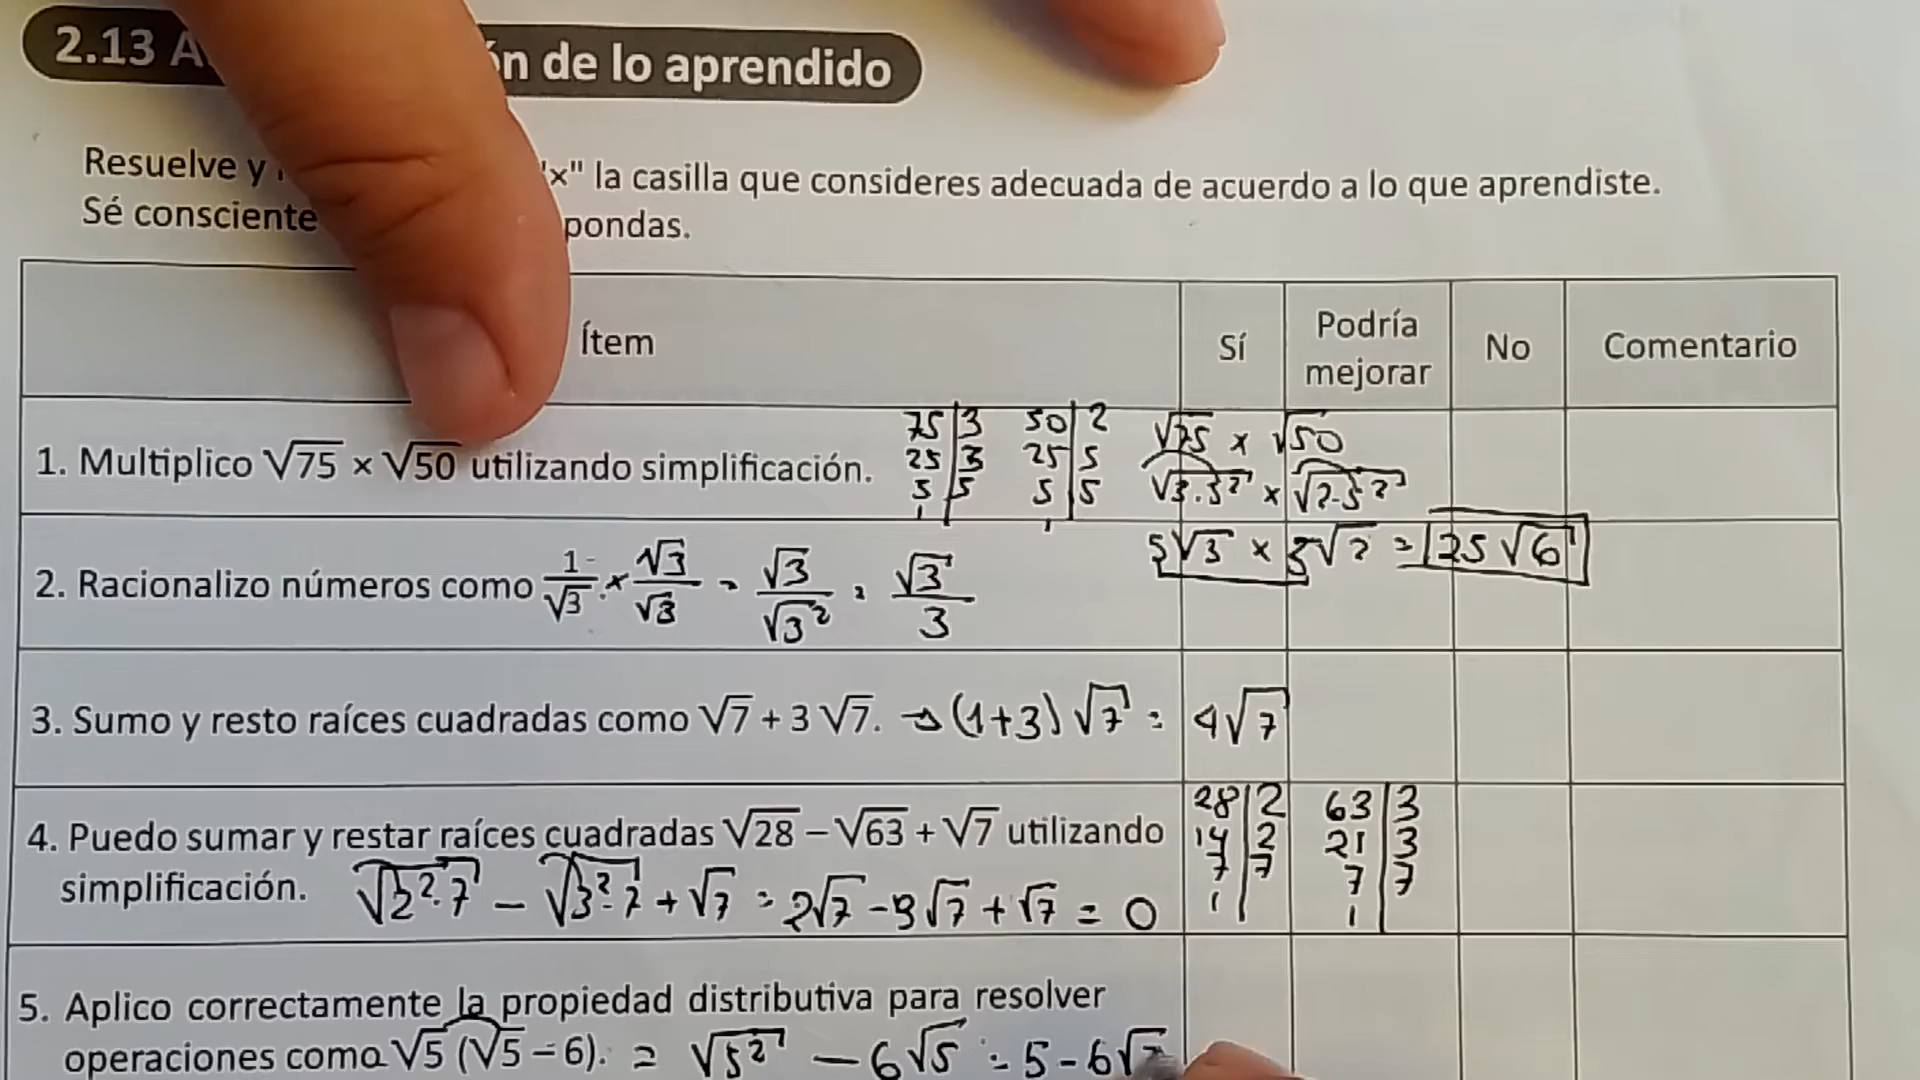 2.13 A ón de lo aprendido
Resuelve y "x" la casilla que consideres adecuada de acuerdo a lo que aprendiste.
Sé consciente pondas.
Ítem Sí Podría mejorar No Comentario
1. Multiplico √75 × √50 utilizando simplificación.
75|3 50|2 √75 × √50
25|3 25|5 √3·5² × √2·5²
5|5 5|5
1 1
5√3 × 5√2 = 25√6
2. Racionalizo números como 1/√3 · × √3/√3 = √3/√3² = √3/3
3. Sumo y resto raíces cuadradas como √7 + 3√7. → (1+3)√7 = 4√7
4. Puedo sumar y restar raíces cuadradas √28 − √63 + √7 utilizando
simplificación. √2²·7 − √3²·7 + √7 = 2√7 − 3√7 + √7 = 0
28|2 63|3
14|2 21|3
7|7 7|7
1 1
5. Aplico correctamente la propiedad distributiva para resolver
operaciones como √5 (√5 − 6). = √5² − 6√5 = 5 − 6√